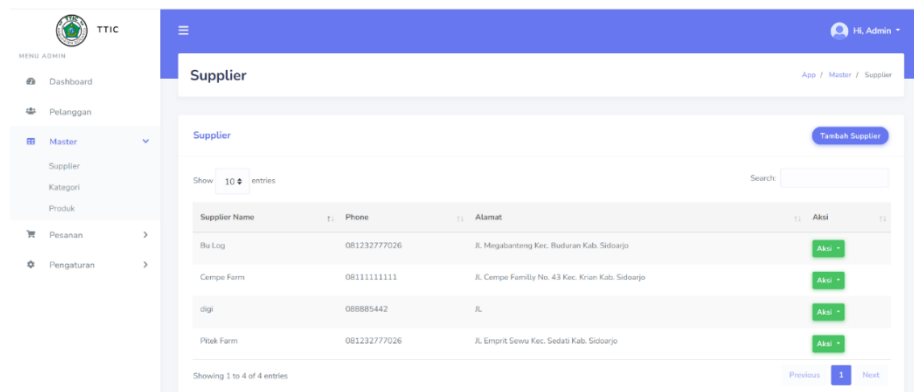 TTIC
Hi, Admin
MENU ADMIN
Dashboard
Pelanggan
Master
Supplier
Kategori
Produk
Pesanan
Pengaturan
Supplier
App / Master / Supplier
Supplier
Tambah Supplier
Show 10 entries
Search:
Supplier Name Phone Alamat Aksi
Bu Log 081232777026 Jl. Megabanteng Kec. Buduran Kab. Sidoarjo Aksi
Cempe Farm 08111111111 Jl. Cempe Familly No. 43 Kec. Krian Kab. Sidoarjo Aksi
digi 088885442 JL Aksi
Pitek Farm 081232777026 Jl. Emprit Sewu Kec. Sedati Kab. Sidoarjo Aksi
Showing 1 to 4 of 4 entries
Previous 1 Next